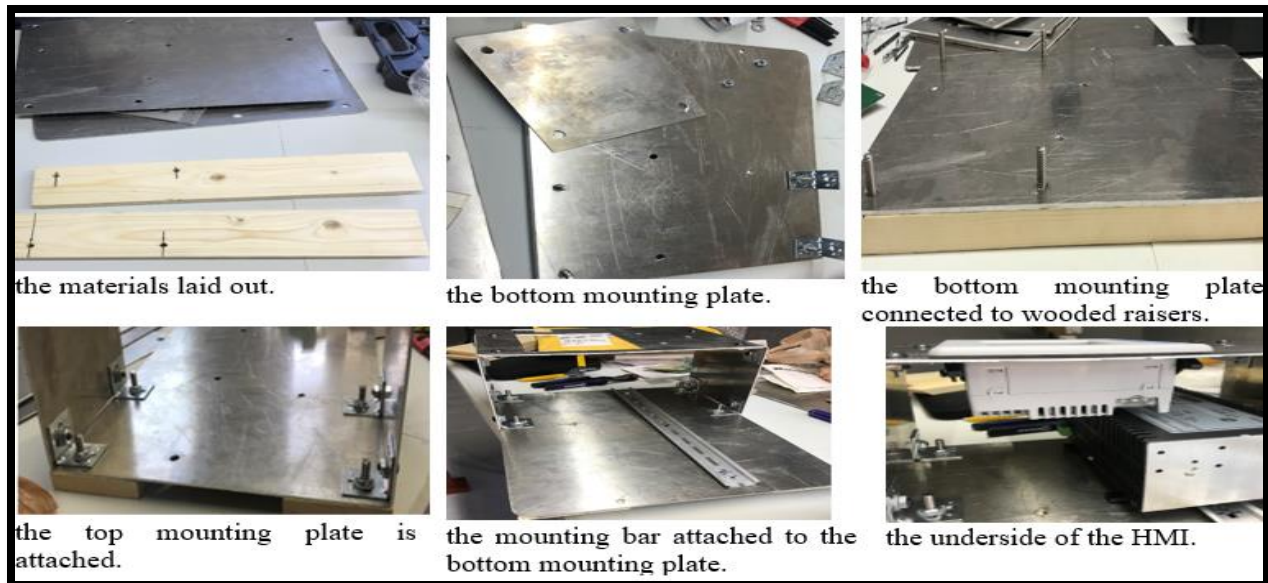 the materials laid out.
the bottom mounting plate.
the bottom mounting plate
connected to wooded raisers.
the top mounting plate is
attached.
the mounting bar attached to the
bottom mounting plate.
the underside of the HMI.